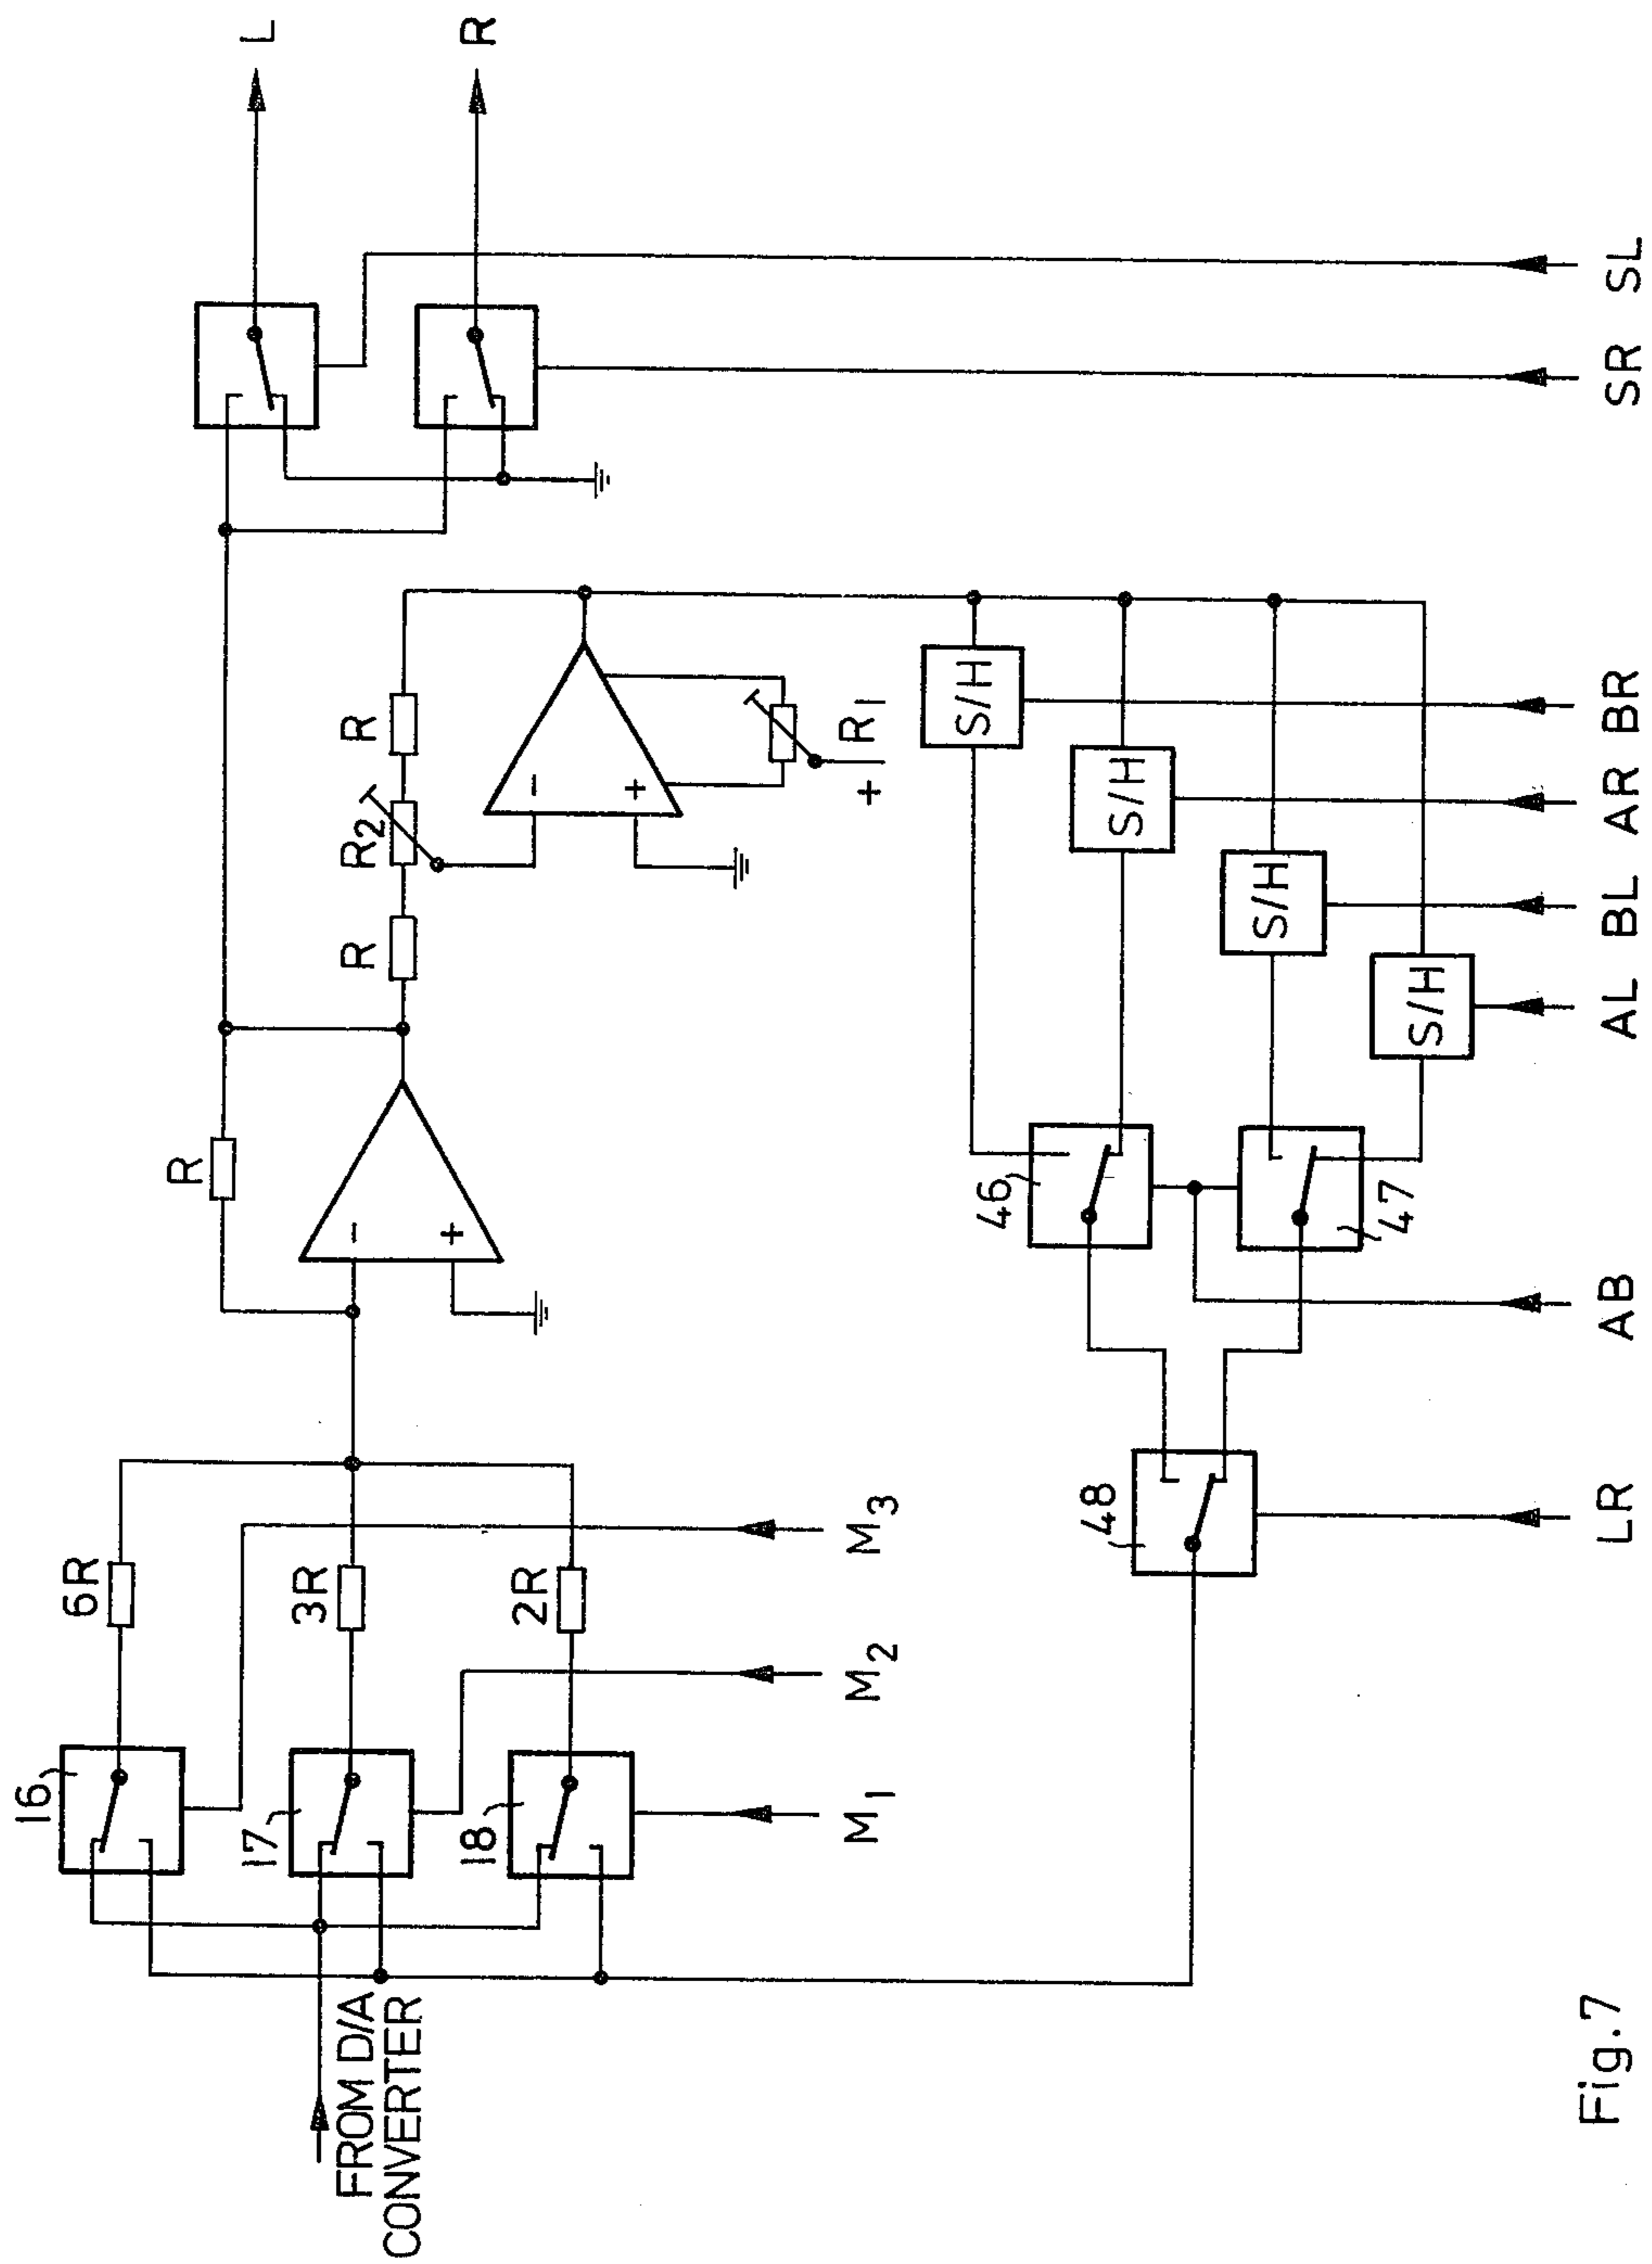 L
R
R
R
R2
R
6R
16
-
+
-
+
R1
+
3R
17
2R
18
FROM D/A
CONVERTER
M1
M2
M3
S/H
S/H
S/H
S/H
46
47
48
LR
AB
AL
BL
AR
BR
SR
SL
Fig.7